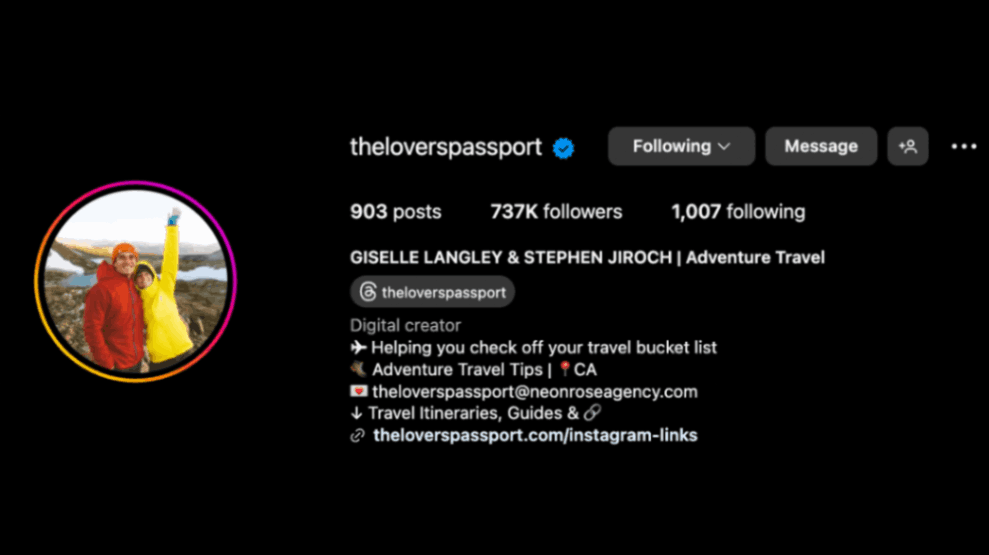 theloverspassport
Following
Message
903 posts
737K followers
1,007 following
GISELLE LANGLEY & STEPHEN JIROCH | Adventure Travel
theloverspassport
Digital creator
✈ Helping you check off your travel bucket list
🥾 Adventure Travel Tips | 📍CA
💌 theloverspassport@neonroseagency.com
↓ Travel Itineraries, Guides & 🔗
theloverspassport.com/instagram-links